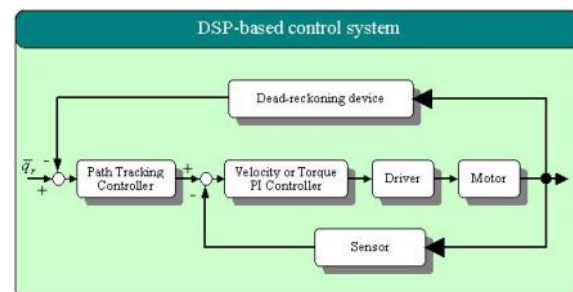 DSP-based control system
Dead-reckoning device
q̅r
-
+
Path Tracking
Controller
+
-
Velocity or Torque
PI Controller
Driver
Motor
Sensor